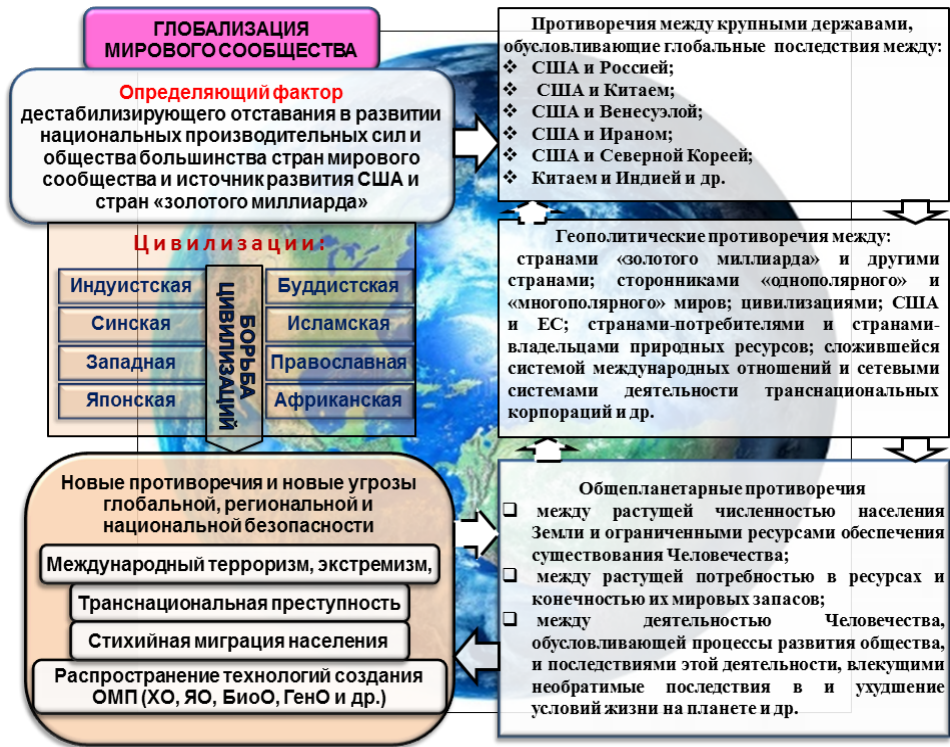 ГЛОБАЛИЗАЦИЯ
МИРОВОГО СООБЩЕСТВА
Определяющий фактор
дестабилизирующего отставания в развитии
национальных производительных сил и
общества большинства стран мирового
сообщества и источник развития США и
стран «золотого миллиарда»
Цивилизации:
Индуистская
Синская
Западная
Японская
БОРЬБА
ЦИВИЛИЗАЦИЙ
Буддистская
Исламская
Православная
Африканская
Новые противоречия и новые угрозы
глобальной, региональной и
национальной безопасности
Международный терроризм, экстремизм,
Транснациональная преступность
Стихийная миграция населения
Распространение технологий создания
ОМП (ХО, ЯО, БиоО, ГенО и др.)
Противоречия между крупными державами,
обусловливающие глобальные последствия между:
❖ США и Россией;
❖ США и Китаем;
❖ США и Венесуэлой;
❖ США и Ираном;
❖ США и Северной Кореей;
❖ Китаем и Индией и др.
Геополитические противоречия между:
странами «золотого миллиарда» и другими
странами; сторонниками «однополярного» и
«многополярного» миров; цивилизациями; США
и ЕС; странами-потребителями и странами-
владельцами природных ресурсов; сложившейся
системой международных отношений и сетевыми
системами деятельности транснациональных
корпораций и др.
Общепланетарные противоречия
❑ между растущей численностью населения
Земли и ограниченными ресурсами обеспечения
существования Человечества;
❑ между растущей потребностью в ресурсах и
конечностью их мировых запасов;
❑ между деятельностью Человечества,
обусловливающей процессы развития общества,
и последствиями этой деятельности, влекущими
необратимые последствия в и ухудшение
условий жизни на планете и др.